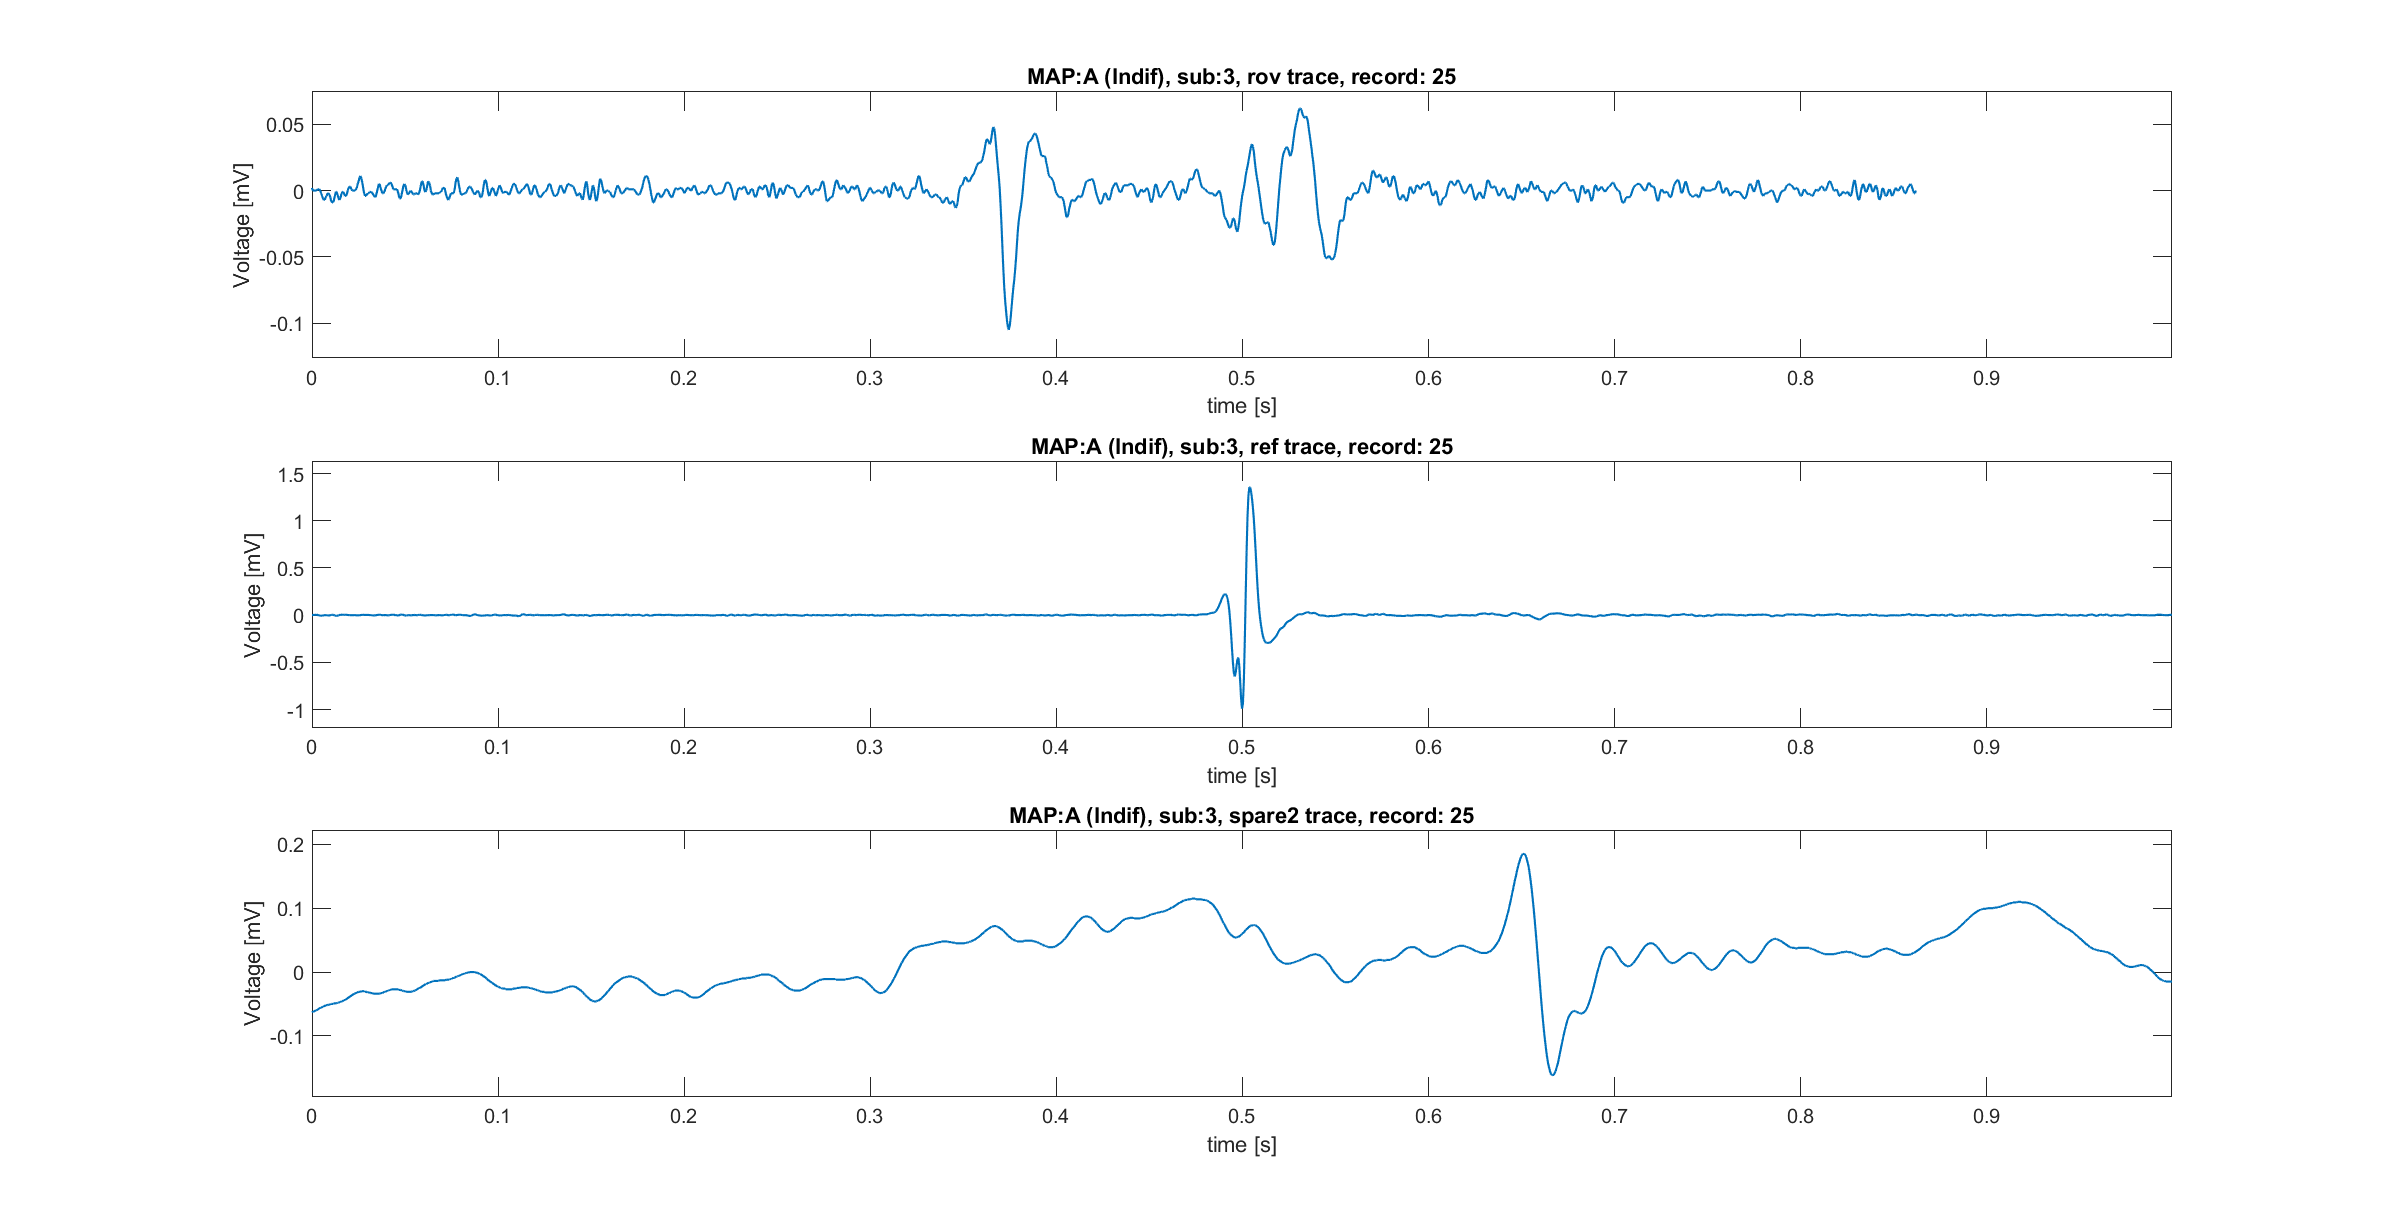 MAP:A (Indif), sub:3, rov trace, record: 25
Voltage [mV]
0.05
0
-0.05
-0.1
0 0.1 0.2 0.3 0.4 0.5 0.6 0.7 0.8 0.9
time [s]
MAP:A (Indif), sub:3, ref trace, record: 25
Voltage [mV]
1.5
1
0.5
0
-0.5
-1
0 0.1 0.2 0.3 0.4 0.5 0.6 0.7 0.8 0.9
time [s]
MAP:A (Indif), sub:3, spare2 trace, record: 25
Voltage [mV]
0.2
0.1
0
-0.1
0 0.1 0.2 0.3 0.4 0.5 0.6 0.7 0.8 0.9
time [s]